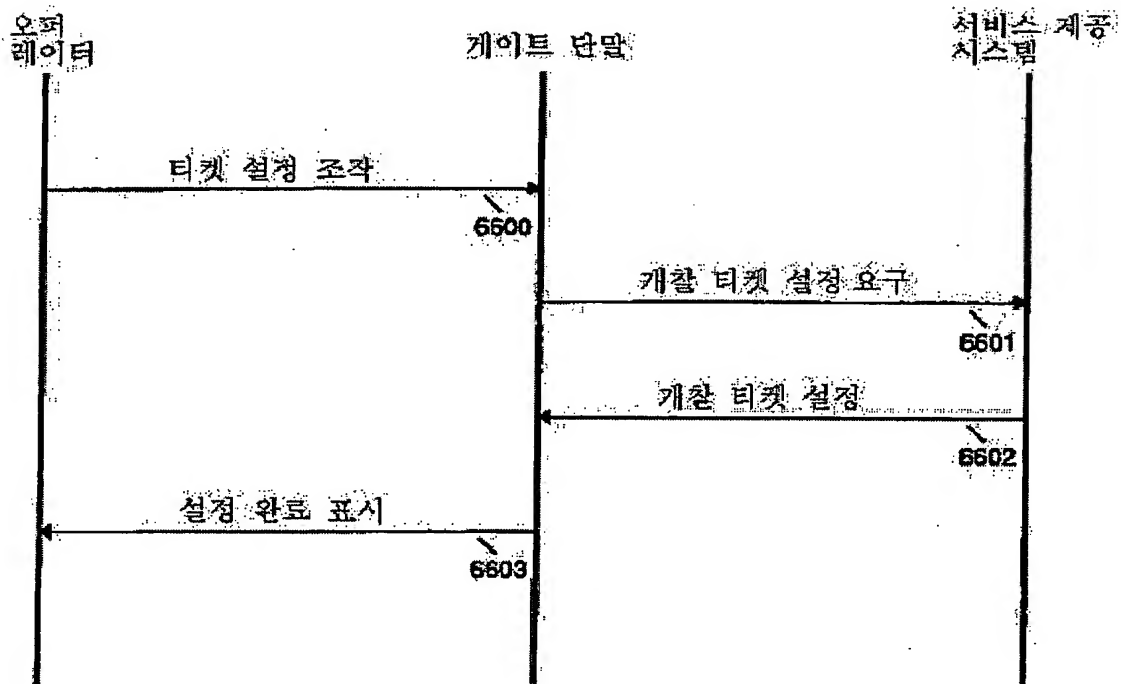 오퍼
레이터
게이트 단말
서비스 제공
시스템
티켓 설정 조작
6600
개찰 티켓 설정 요구
6601
개찰 티켓 설정
6602
설정 완료 표시
6603